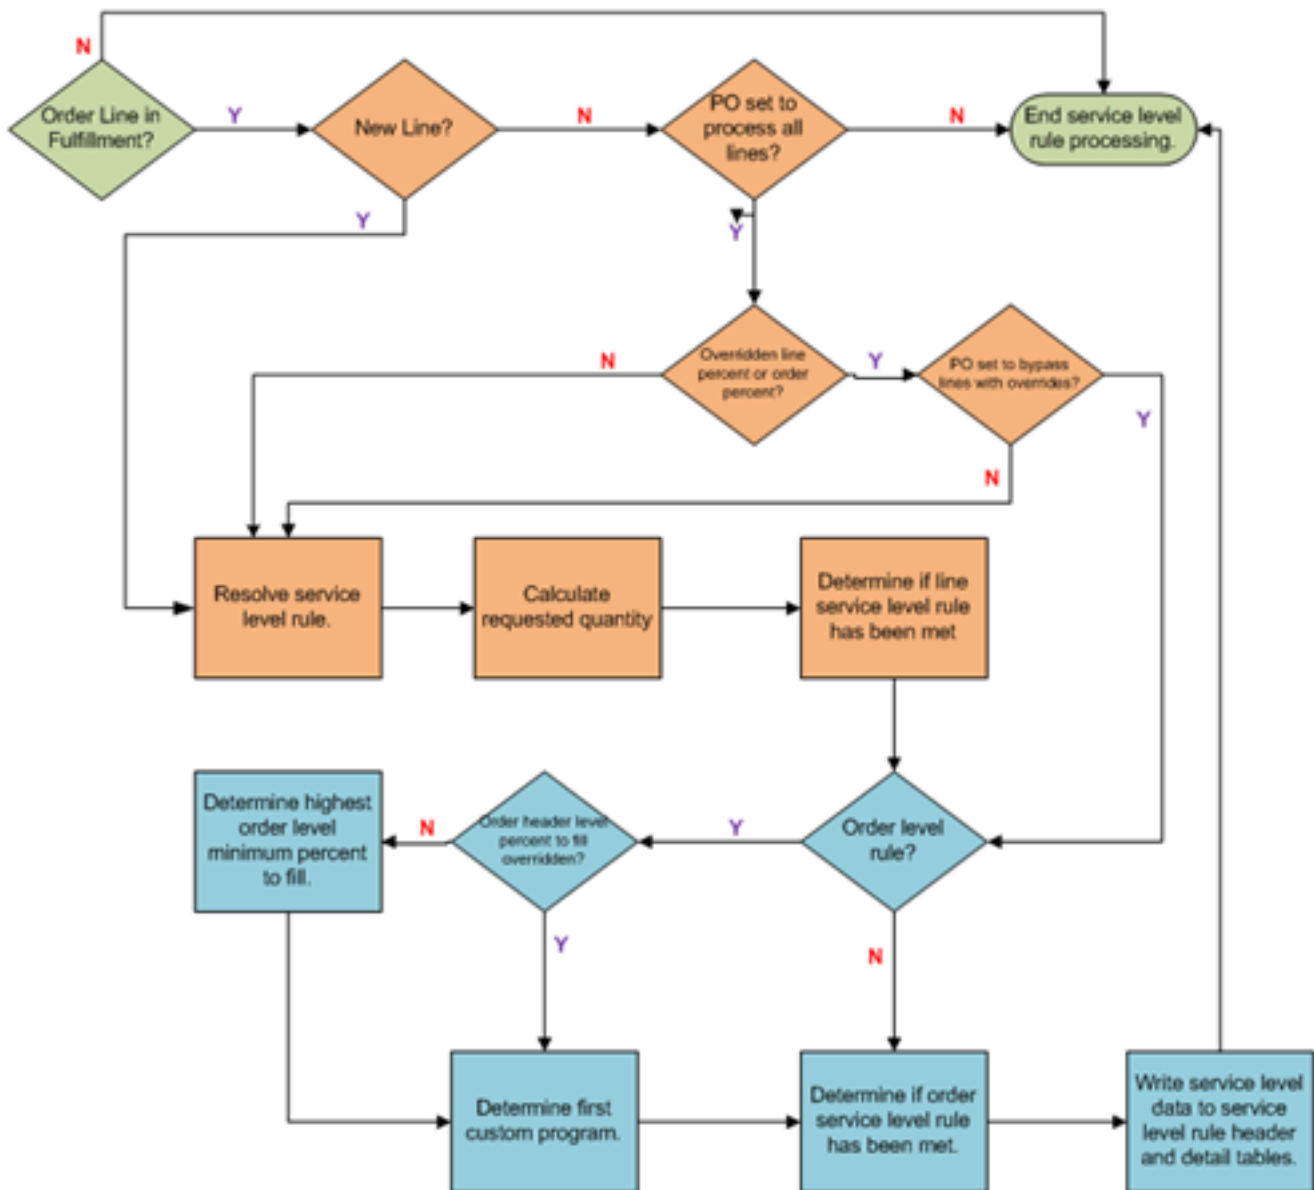 N
Order Line in
Fulfillment?
Y
New Line?
N
PO set to
process all
lines?
N
End service level
rule processing.
Y
Y
N
Overridden line
percent or order
percent?
Y
PO set to bypass
lines with overrides?
Y
N
Resolve service
level rule.
Calculate
requested quantity
Determine if line
service level rule
has been met
Determine highest
order level
minimum percent
to fill.
N
Order header level
percent to fill
overridden?
Y
Order level
rule?
Y
N
Determine first
custom program.
Determine if order
service level rule
has been met.
Write service level
data to service
level rule header
and detail tables.